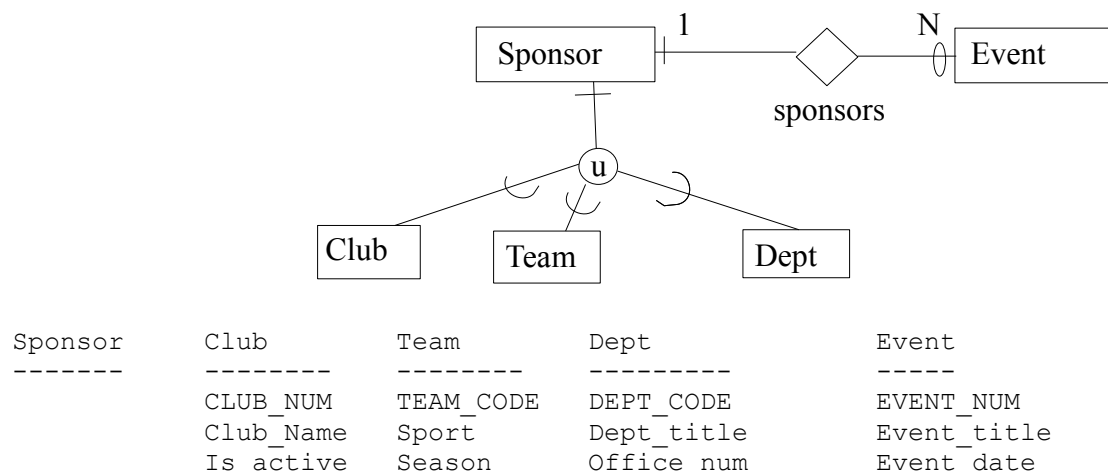 1 N
Sponsor Event
sponsors
u
Club Team Dept
Sponsor Club Team Dept Event
------- -------- -------- --------- -----
CLUB_NUM TEAM_CODE DEPT_CODE EVENT_NUM
Club_Name Sport Dept_title Event_title
Is_active Season Office_num Event_date